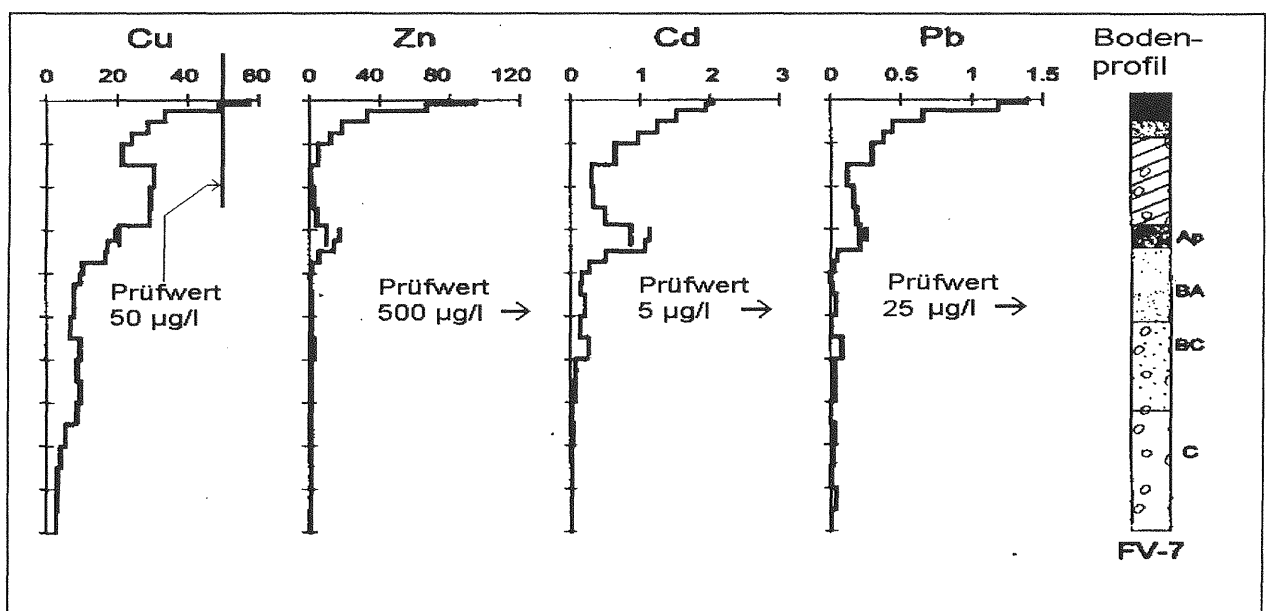 Cu Zn Cd Pb Boden-
profil
0 20 40 60 0 40 80 120 0 1 2 3 0 0.5 1 1.5
Ap
BA
Prüfwert
50 µg/l
Prüfwert
500 µg/l →
Prüfwert
5 µg/l →
Prüfwert
25 µg/l →
BC
C
FV-7